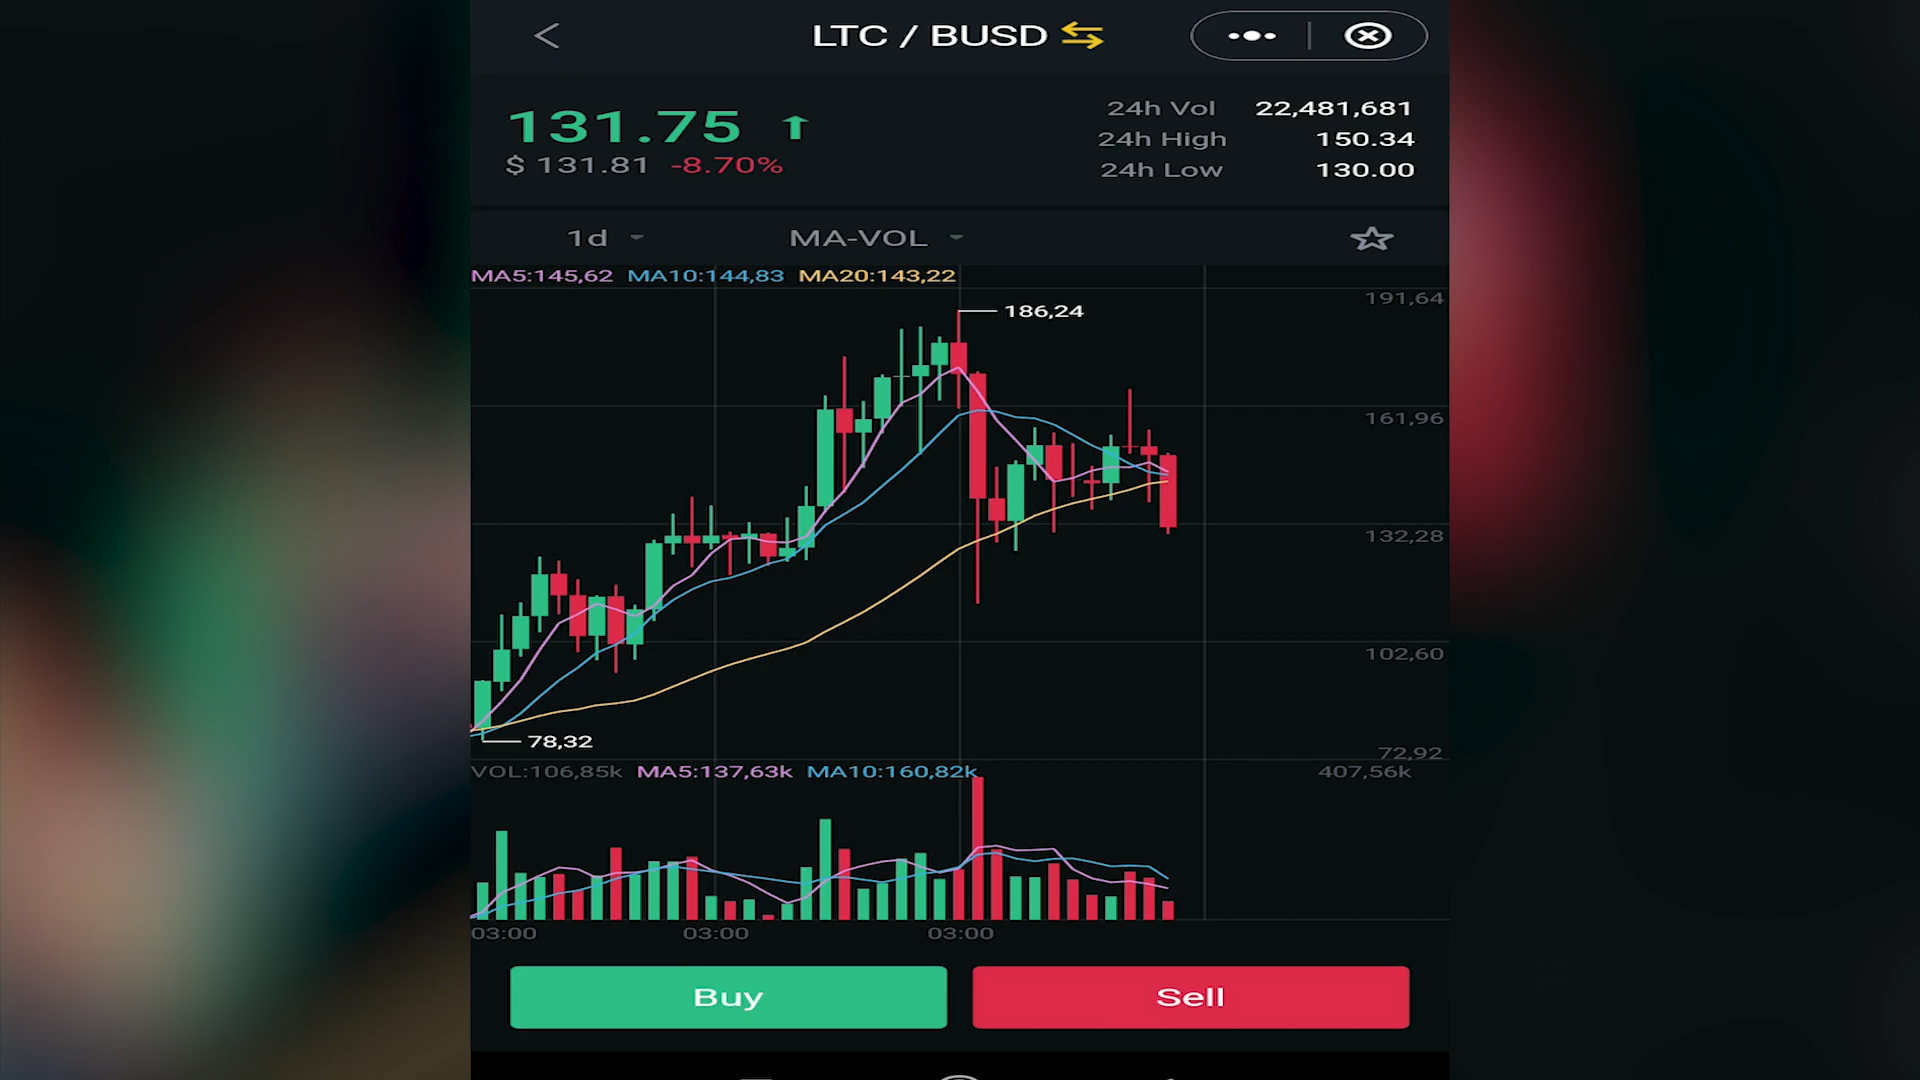 LTC / BUSD
131.75
$ 131.81 -8.70%
24h Vol 22,481,681
24h High 150.34
24h Low 130.00
1d MA-VOL
MA5:145,62 MA10:144,83 MA20:143,22
191,64
186,24
161,96
132,28
102,60
78,32
72,92
VOL:106,85k MA5:137,63k MA10:160,82k 407,56k
03:00 03:00 03:00
Buy Sell